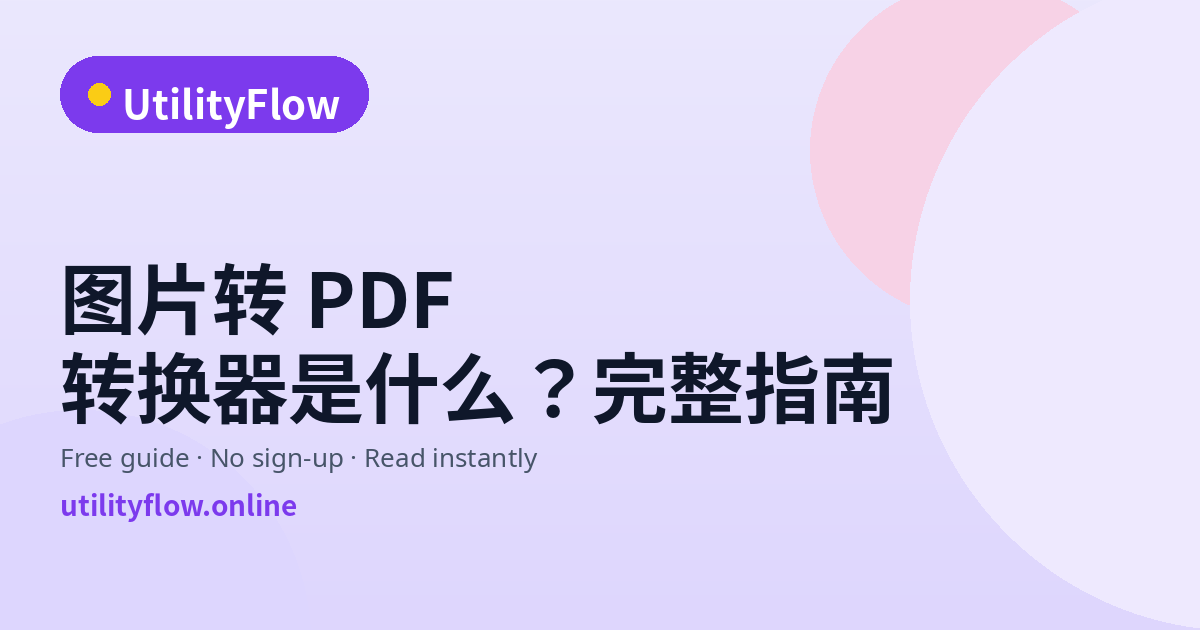 UtilityFlow
图片转 PDF
转换器是什么？完整指南
Free guide · No sign-up · Read instantly
utilityflow.online